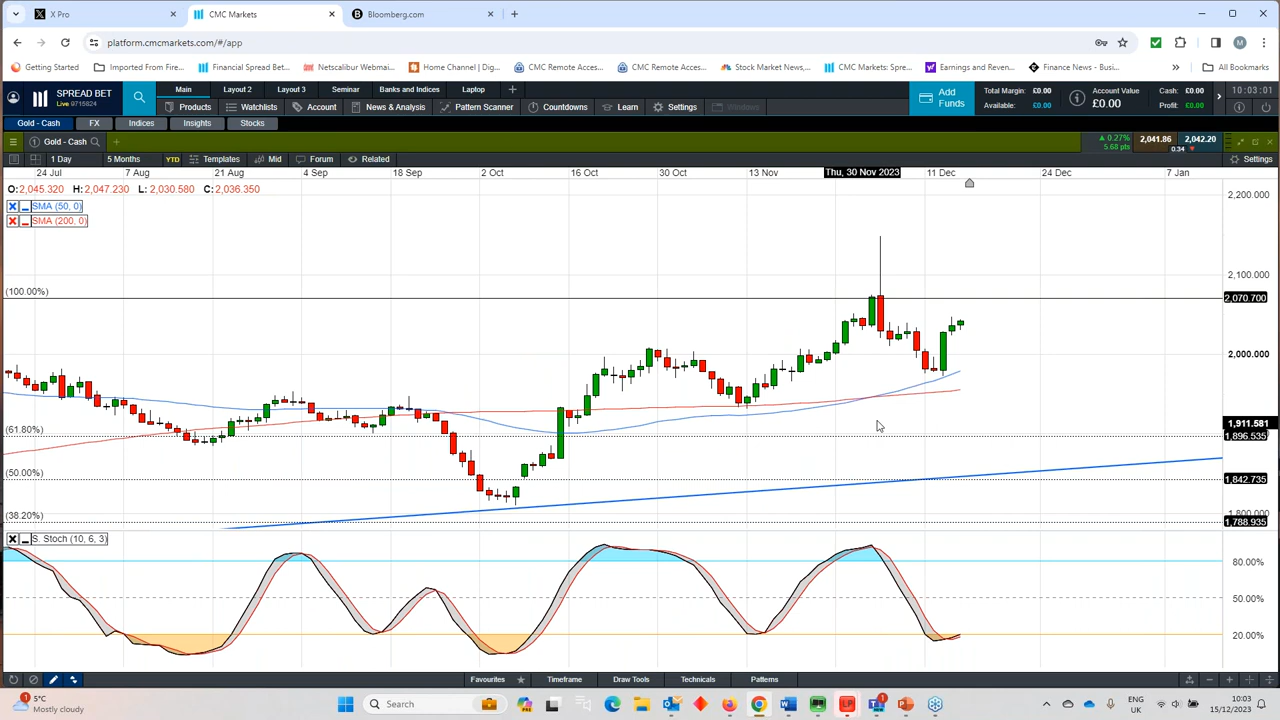 X Pro
CMC Markets
Bloomberg.com
platform.cmcmarkets.com/#/app
Getting Started
Imported From Fire...
Financial Spread Bet...
Netscalibur Webmai...
Home Channel | Dig...
CMC Remote Acces...
CMC Remote Acces...
Stock Market News,...
CMC Markets: Spre...
Earnings and Reven...
Finance News - Busi...
All Bookmarks
SPREAD BET
Live 9715824
Main
Layout 2
Layout 3
Seminar
Banks and Indices
Laptop
Products
Watchlists
Account
News & Analysis
Pattern Scanner
Countdowns
Learn
Settings
Windows
Add Funds
Total Margin: £0.00
Available: £0.00
Account Value
£0.00
Cash: £0.00
Profit: £0.00
10:03:01
Gold - Cash
FX
Indices
Insights
Stocks
1 Gold - Cash
0.27%
5.68 pts
2,041.86
2,042.20
0.34
1 Day
5 Months
YTD
Templates
Mid
Forum
Related
Settings
24 Jul
7 Aug
21 Aug
4 Sep
18 Sep
2 Oct
16 Oct
30 Oct
13 Nov
Thu, 30 Nov 2023
11 Dec
24 Dec
7 Jan
O:2,045.320 H:2,047.230 L:2,030.580 C:2,036.350
SMA (50, 0)
SMA (200, 0)
2,200.000
2,100.000
(100.00%)
2,070.700
2,000.000
1,911.581
(61.80%)
1,896.535
(50.00%)
1,842.735
1,800.000
(38.20%)
1,788.935
S. Stoch (10, 6, 3)
80.00%
50.00%
20.00%
Favourites
Timeframe
Draw Tools
Technicals
Patterns
5°C
Mostly cloudy
Search
ENG
UK
10:03
15/12/2023